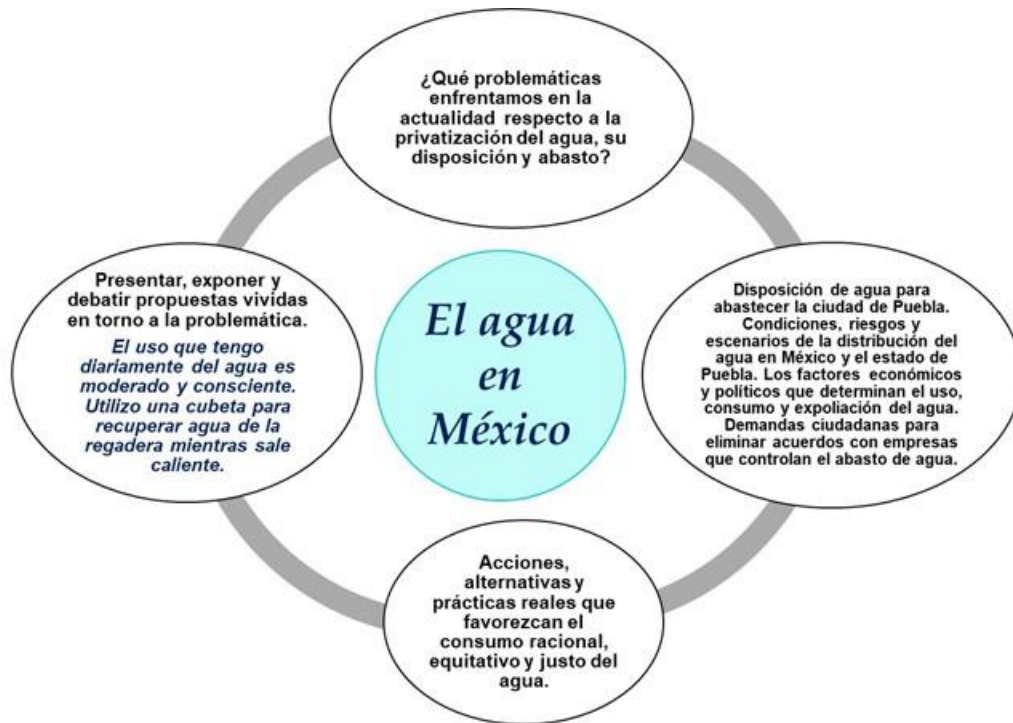 ¿Qué problemáticas
enfrentamos en la
actualidad respecto a la
privatización del agua, su
disposición y abasto?
Presentar, exponer y
debatir propuestas vividas
en torno a la problemática.
El uso que tengo
diariamente del agua es
moderado y consciente.
Utilizo una cubeta para
recuperar agua de la
regadera mientras sale
caliente.
El agua
en
México
Disposición de agua para
abastecer la ciudad de Puebla.
Condiciones, riesgos y
escenarios de la distribución del
agua en México y el estado de
Puebla. Los factores económicos
y políticos que determinan el uso,
consumo y expoliación del agua.
Demandas ciudadanas para
eliminar acuerdos con empresas
que controlan el abasto de agua.
Acciones,
alternativas y
prácticas reales que
favorezcan el
consumo racional,
equitativo y justo del
agua.